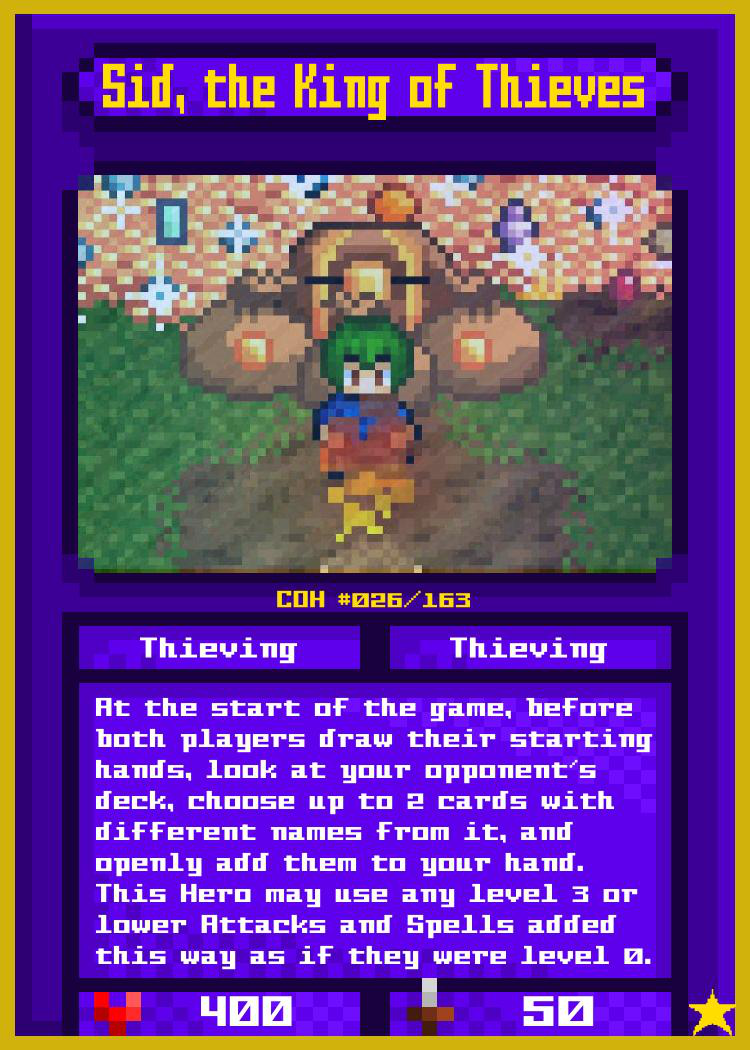 Sid, the King of Thieves
COH #026/163
Thieving
Thieving
At the start of the game, before
both players draw their starting
hands, look at your opponent's
deck, choose up to 2 cards with
different names from it, and
openly add them to your hand.
This Hero may use any level 3 or
lower Attacks and Spells added
this way as if they were level 0.
400
50